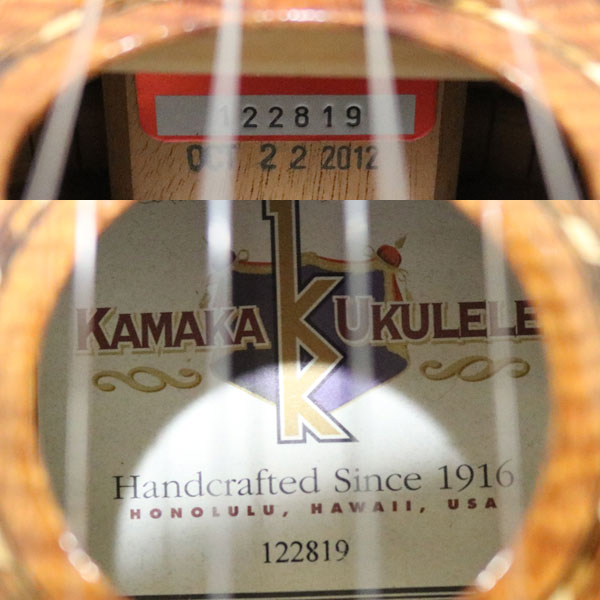 122819
OCT 22 2012
KAMAKA UKULELE
Handcrafted Since 1916
HONOLULU, HAWAII, USA
122819